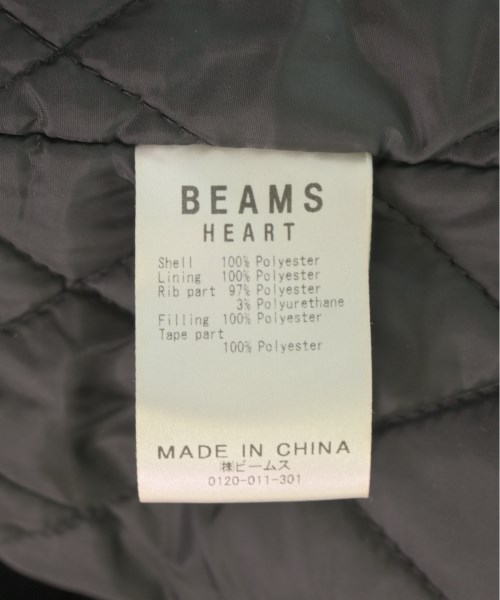 BEAMS
HEART
Shell 100% Polyester
Lining 100% Polyester
Rib part 97% Polyester
3% Polyurethane
Filling 100% Polyester
Tape part
100% Polyester
MADE IN CHINA
㈱ビームス
0120-011-301